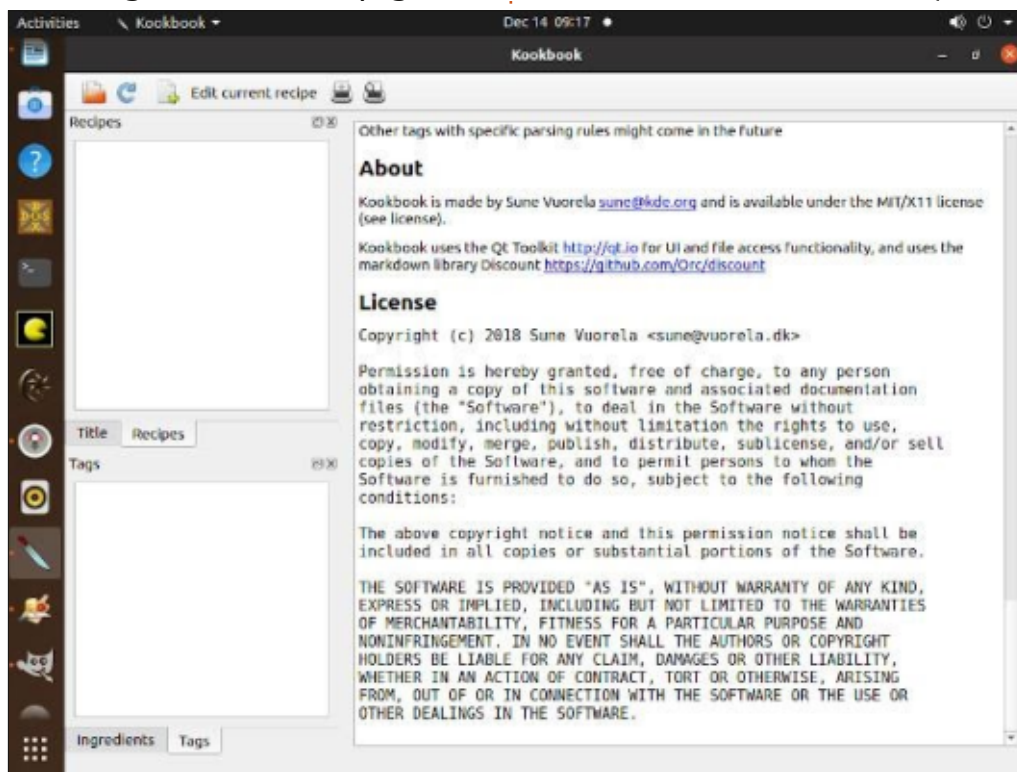 Activities
Kookbook
Dec 14 09:17
Kookbook
Edit current recipe
Recipes
Title
Recipes
Tags
Ingredients
Tags
Other tags with specific parsing rules might come in the future
About
Kookbook is made by Sune Vuorela sune@kde.org and is available under the MIT/X11 license
(see license).
Kookbook uses the Qt Toolkit http://qt.io for UI and file access functionality, and uses the
markdown library Discount https://github.com/Orc/discount
License
Copyright (c) 2018 Sune Vuorela <sune@vuorela.dk>
Permission is hereby granted, free of charge, to any person
obtaining a copy of this software and associated documentation
files (the "Software"), to deal in the Software without
restriction, including without limitation the rights to use,
copy, modify, merge, publish, distribute, sublicense, and/or sell
copies of the Software, and to permit persons to whom the
Software is furnished to do so, subject to the following
conditions:
The above copyright notice and this permission notice shall be
included in all copies or substantial portions of the Software.
THE SOFTWARE IS PROVIDED "AS IS", WITHOUT WARRANTY OF ANY KIND,
EXPRESS OR IMPLIED, INCLUDING BUT NOT LIMITED TO THE WARRANTIES
OF MERCHANTABILITY, FITNESS FOR A PARTICULAR PURPOSE AND
NONINFRINGEMENT. IN NO EVENT SHALL THE AUTHORS OR COPYRIGHT
HOLDERS BE LIABLE FOR ANY CLAIM, DAMAGES OR OTHER LIABILITY,
WHETHER IN AN ACTION OF CONTRACT, TORT OR OTHERWISE, ARISING
FROM, OUT OF OR IN CONNECTION WITH THE SOFTWARE OR THE USE OR
OTHER DEALINGS IN THE SOFTWARE.